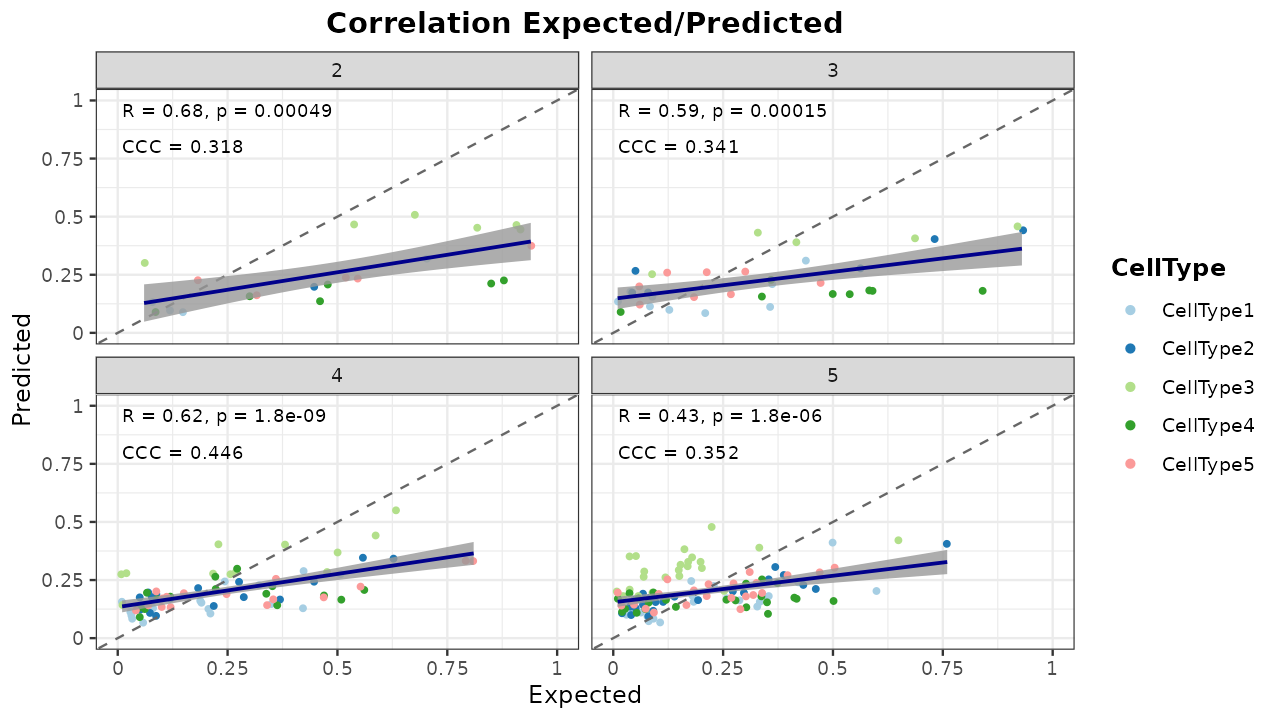 Correlation Expected/Predicted
2
3
R = 0.68, p = 0.00049
CCC = 0.318
R = 0.59, p = 0.00015
CCC = 0.341
1
0.75
0.5
0.25
0
4
5
R = 0.62, p = 1.8e-09
CCC = 0.446
R = 0.43, p = 1.8e-06
CCC = 0.352
1
0.75
0.5
0.25
0
0 0.25 0.5 0.75 1
0 0.25 0.5 0.75 1
Expected
Predicted
CellType
CellType1
CellType2
CellType3
CellType4
CellType5